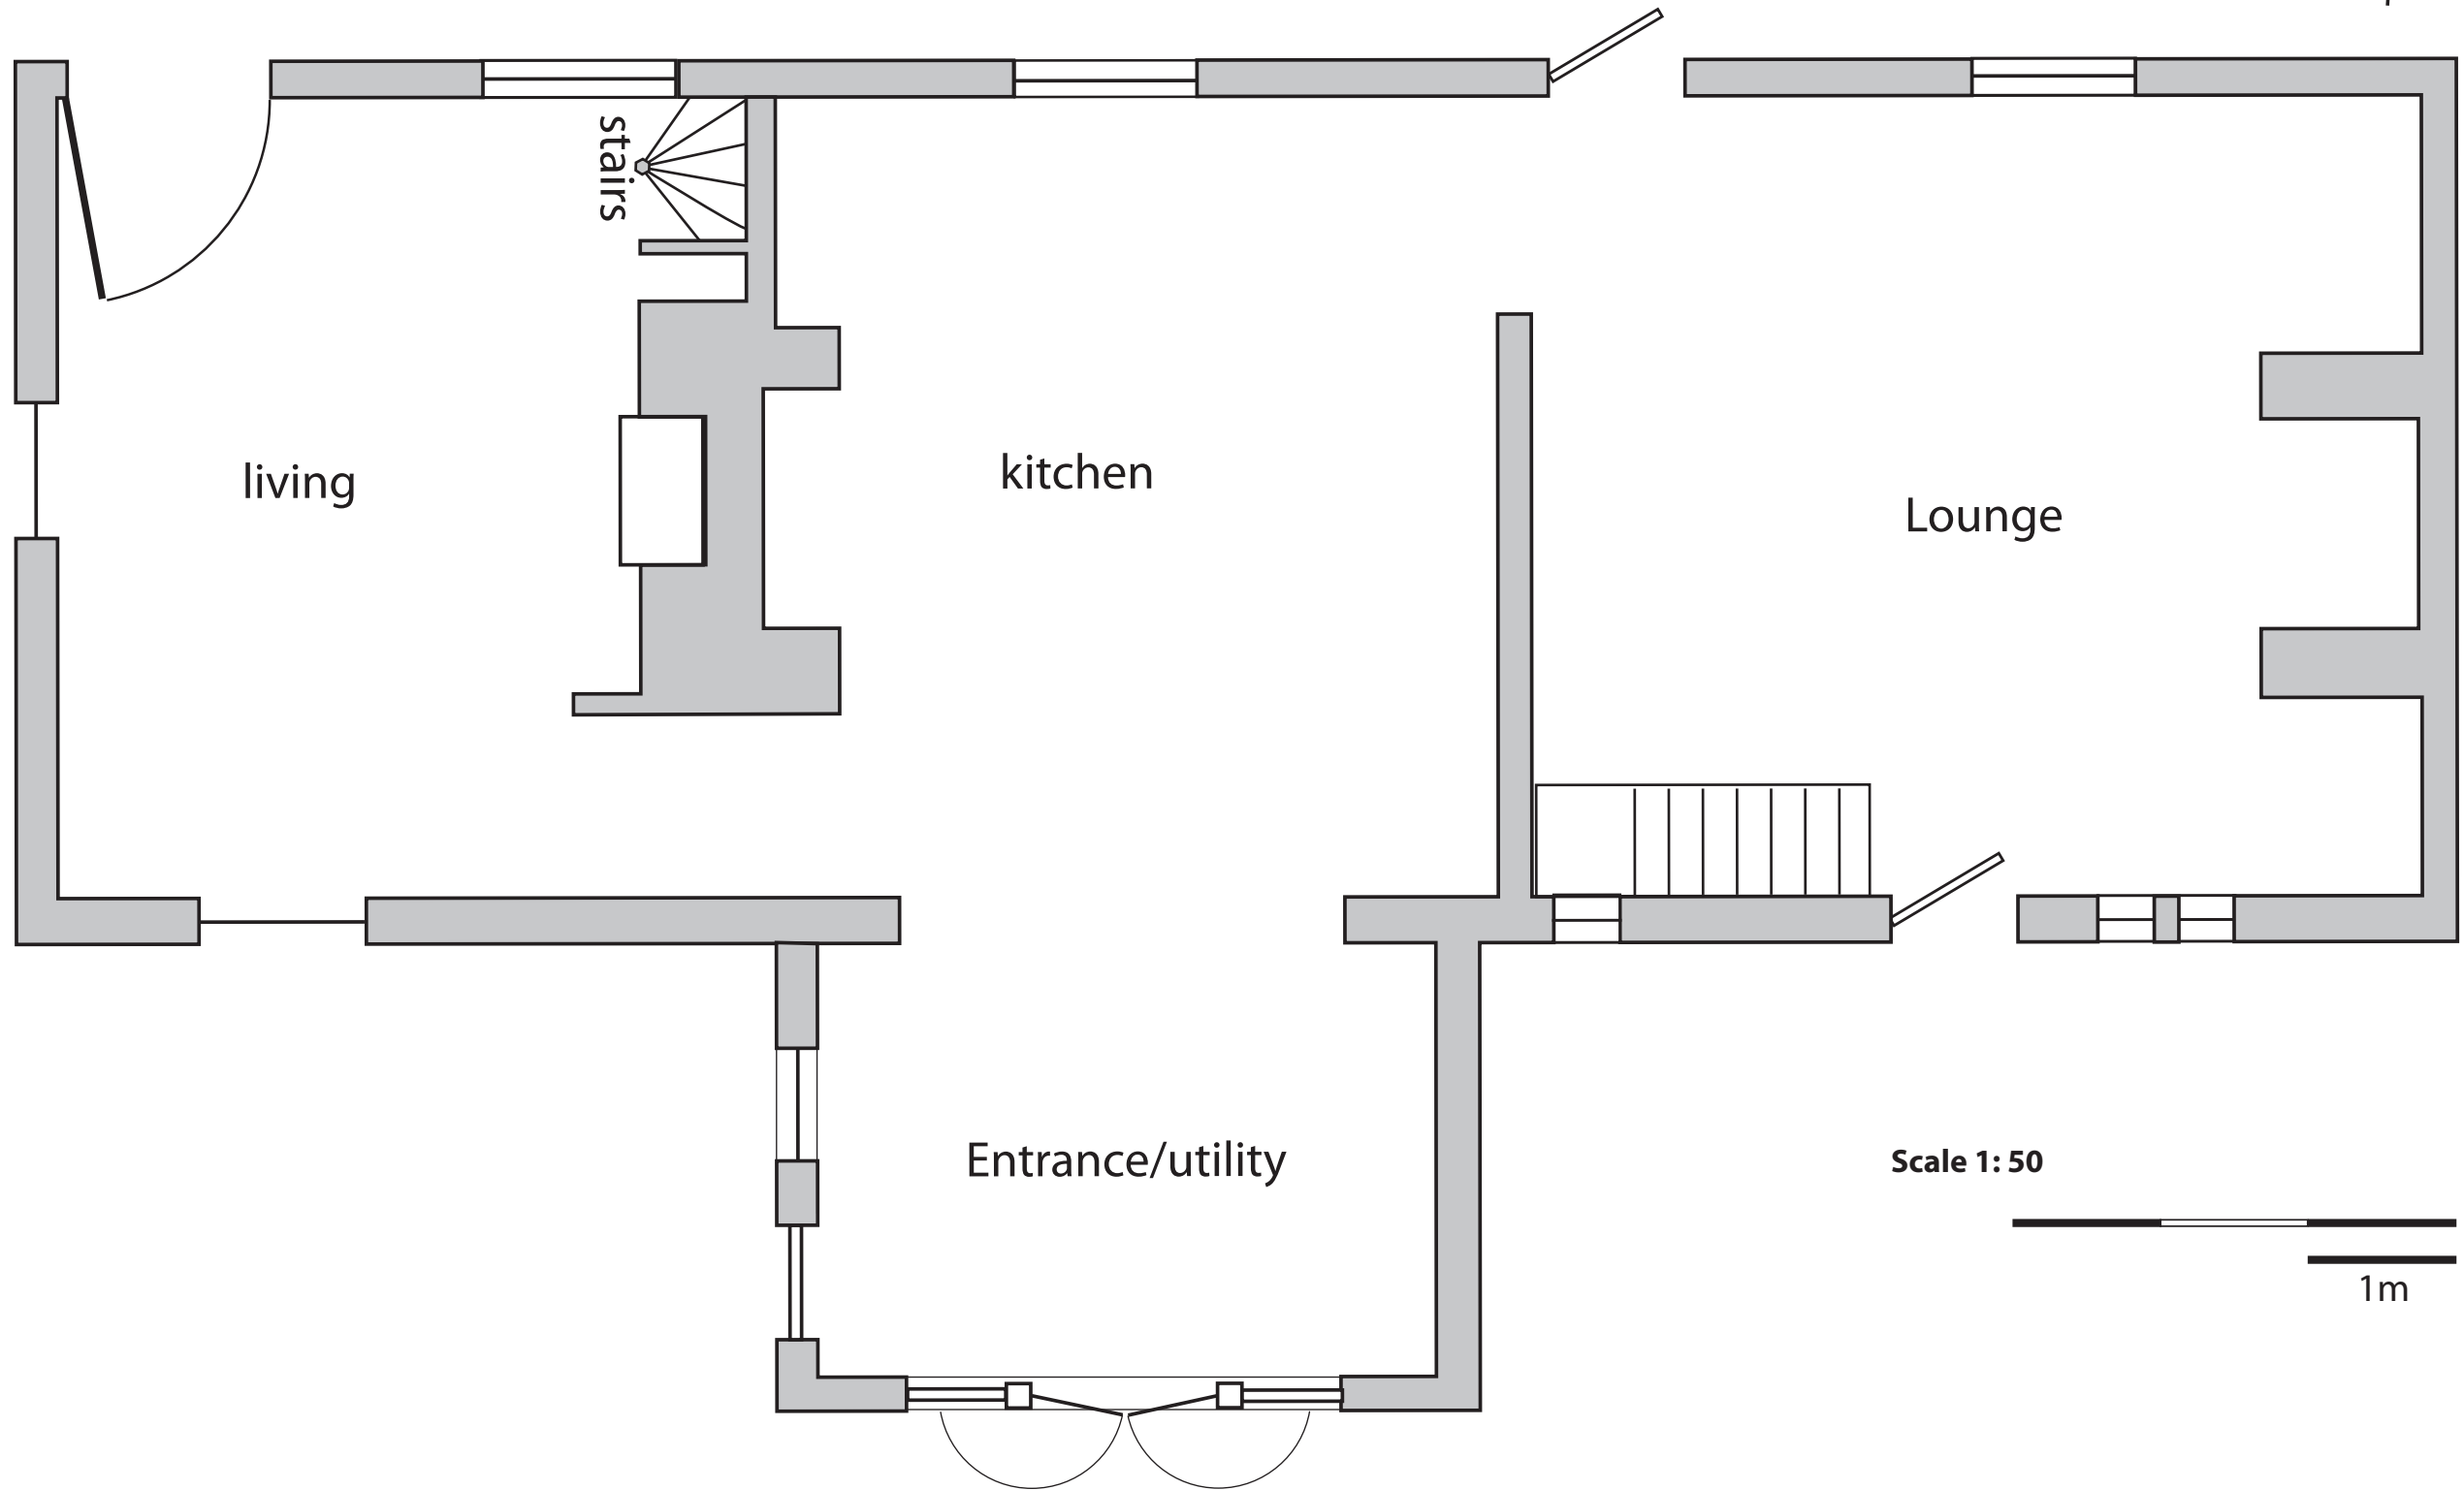 stairs
living
kitchen
Lounge
Entrance/utility
Scale 1: 50
1m